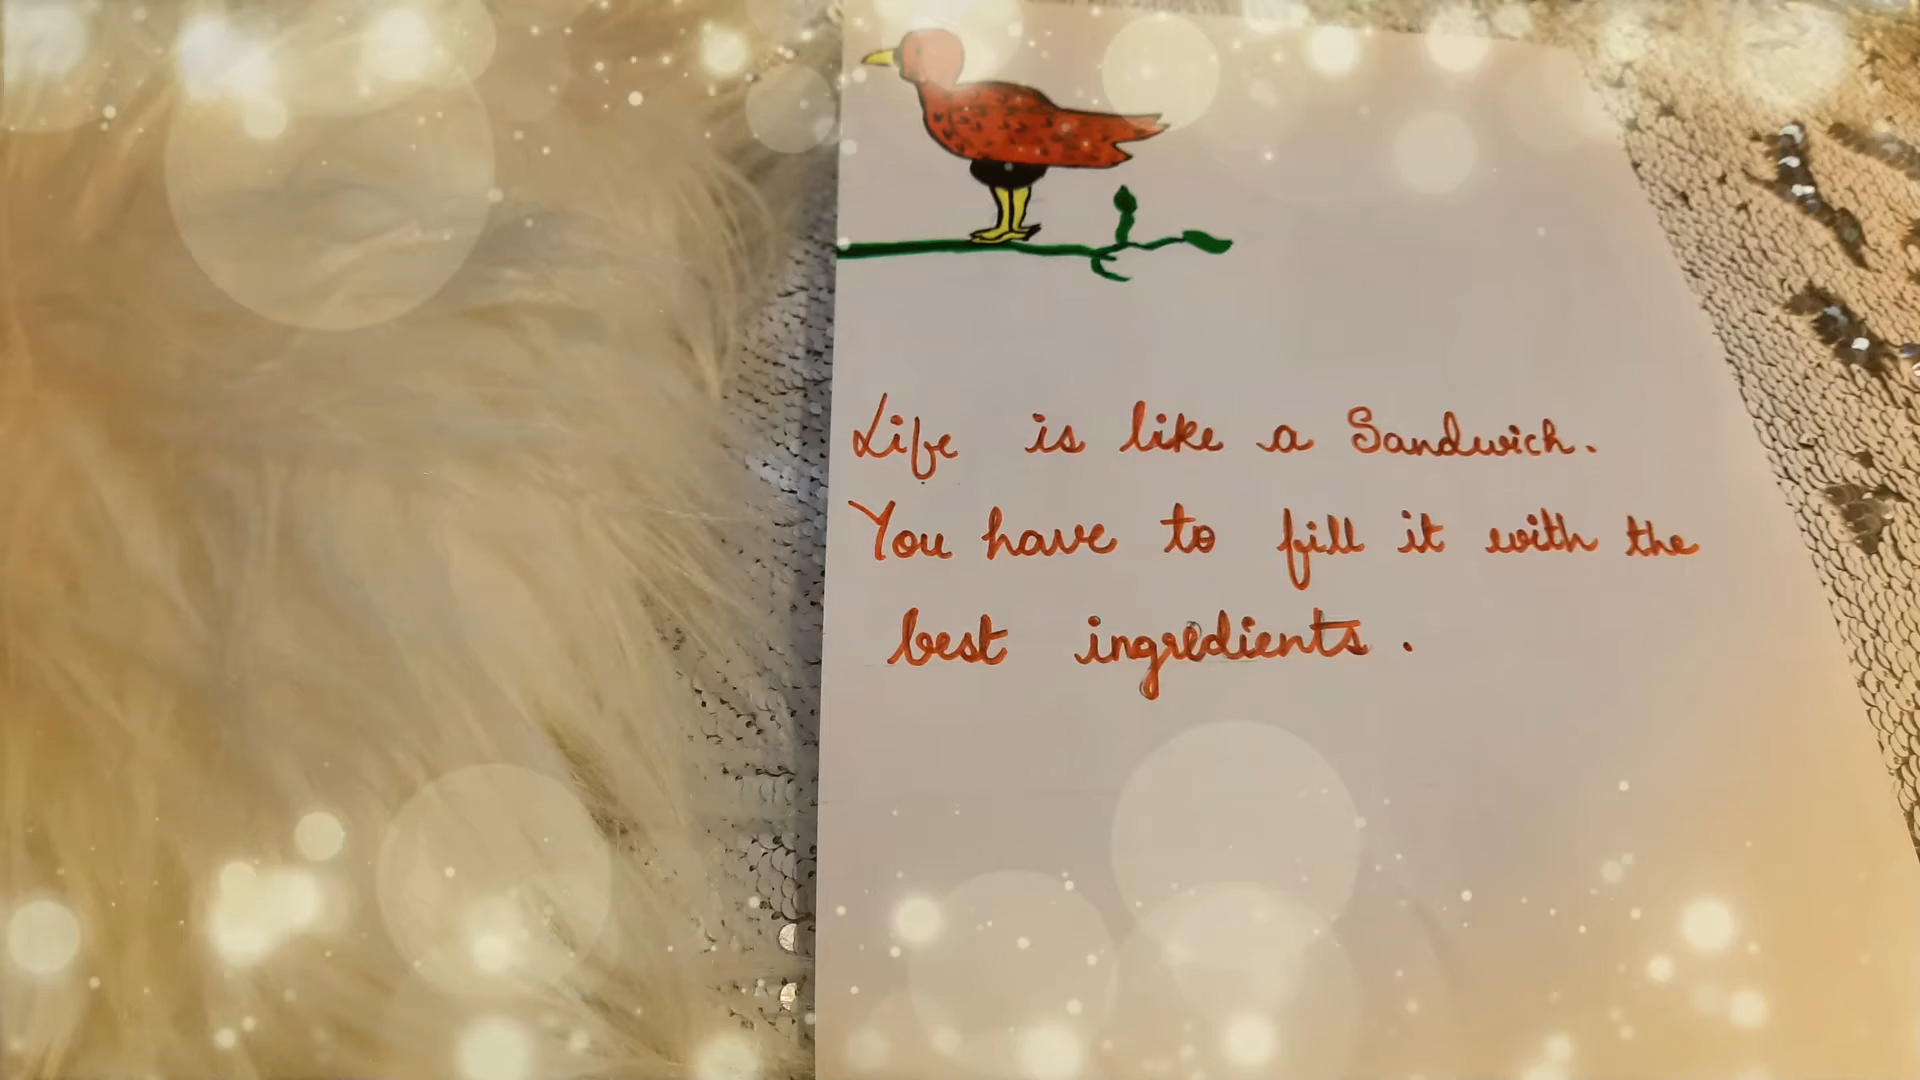 Life is like a Sandwich.
You have to fill it with the
best ingredients.